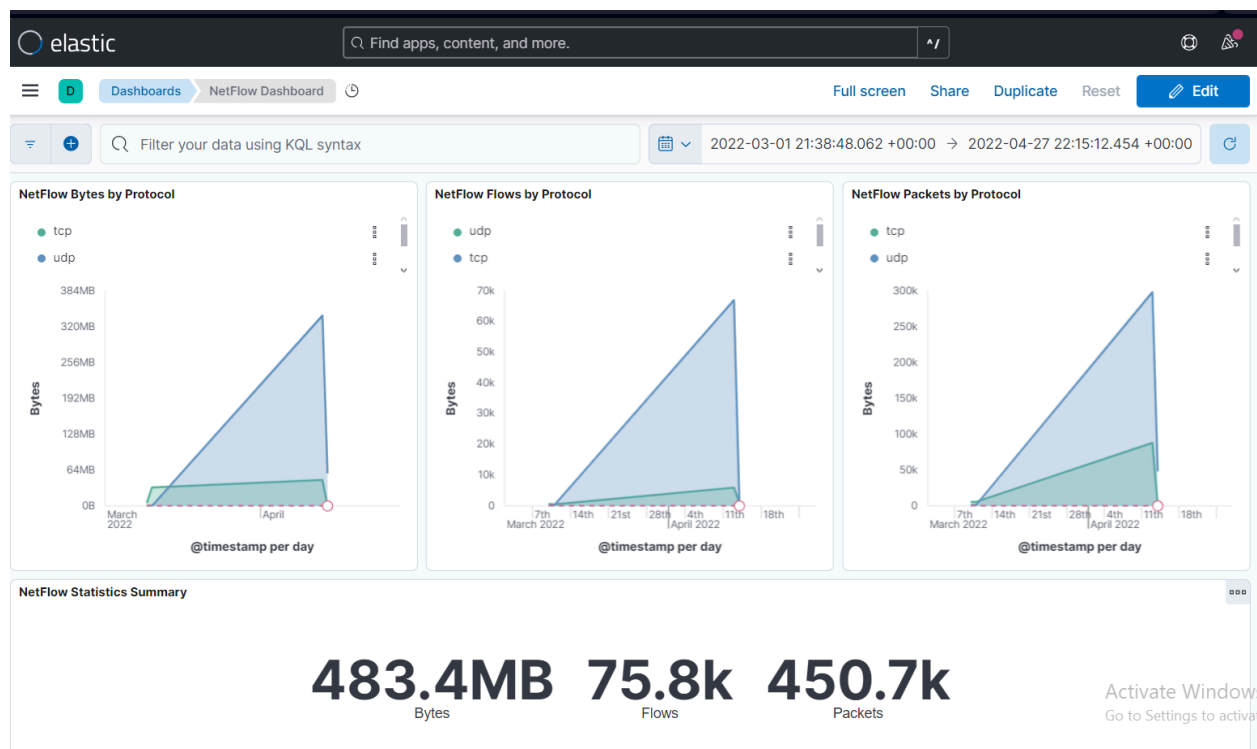 elastic
Find apps, content, and more.
^/
D
Dashboards
NetFlow Dashboard
Full screen
Share
Duplicate
Reset
Edit
Filter your data using KQL syntax
2022-03-01 21:38:48.062 +00:00 → 2022-04-27 22:15:12.454 +00:00
NetFlow Bytes by Protocol
tcp
udp
384MB
320MB
256MB
192MB
128MB
64MB
0B
Bytes
March
2022
April
@timestamp per day
NetFlow Flows by Protocol
udp
tcp
70k
60k
50k
40k
30k
20k
10k
0
Bytes
7th 14th 21st 28th 4th 11th 18th
March 2022 April 2022
@timestamp per day
NetFlow Packets by Protocol
tcp
udp
300k
250k
200k
150k
100k
50k
0
Bytes
7th 14th 21st 28th 4th 11th 18th
March 2022 April 2022
@timestamp per day
NetFlow Statistics Summary
483.4MB 75.8k 450.7k
Bytes Flows Packets
Activate Window
Go to Settings to activa